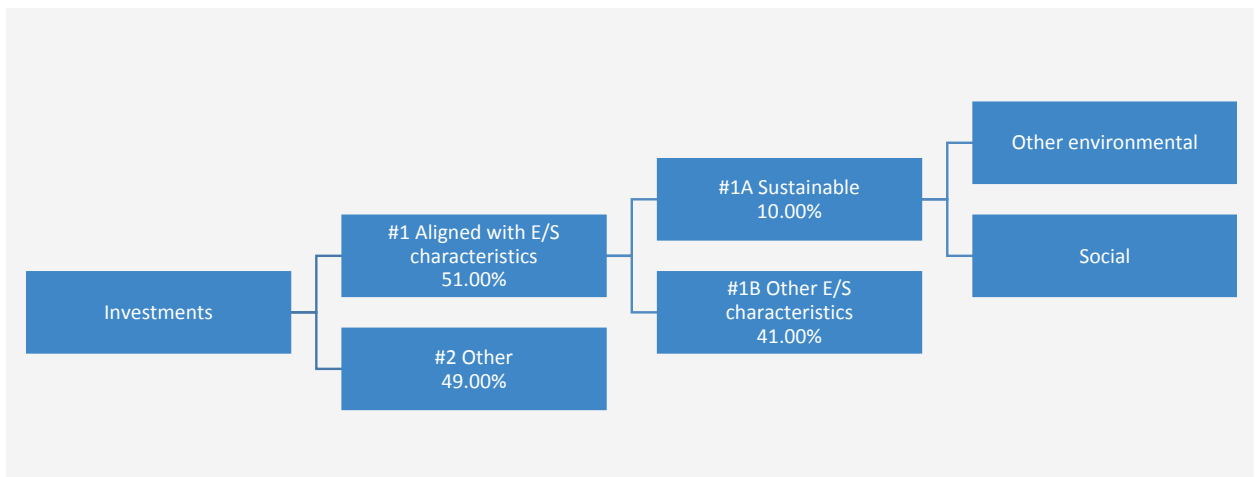 Investments
#1 Aligned with E/S
characteristics
51.00%
#2 Other
49.00%
#1A Sustainable
10.00%
#1B Other E/S
characteristics
41.00%
Other environmental
Social